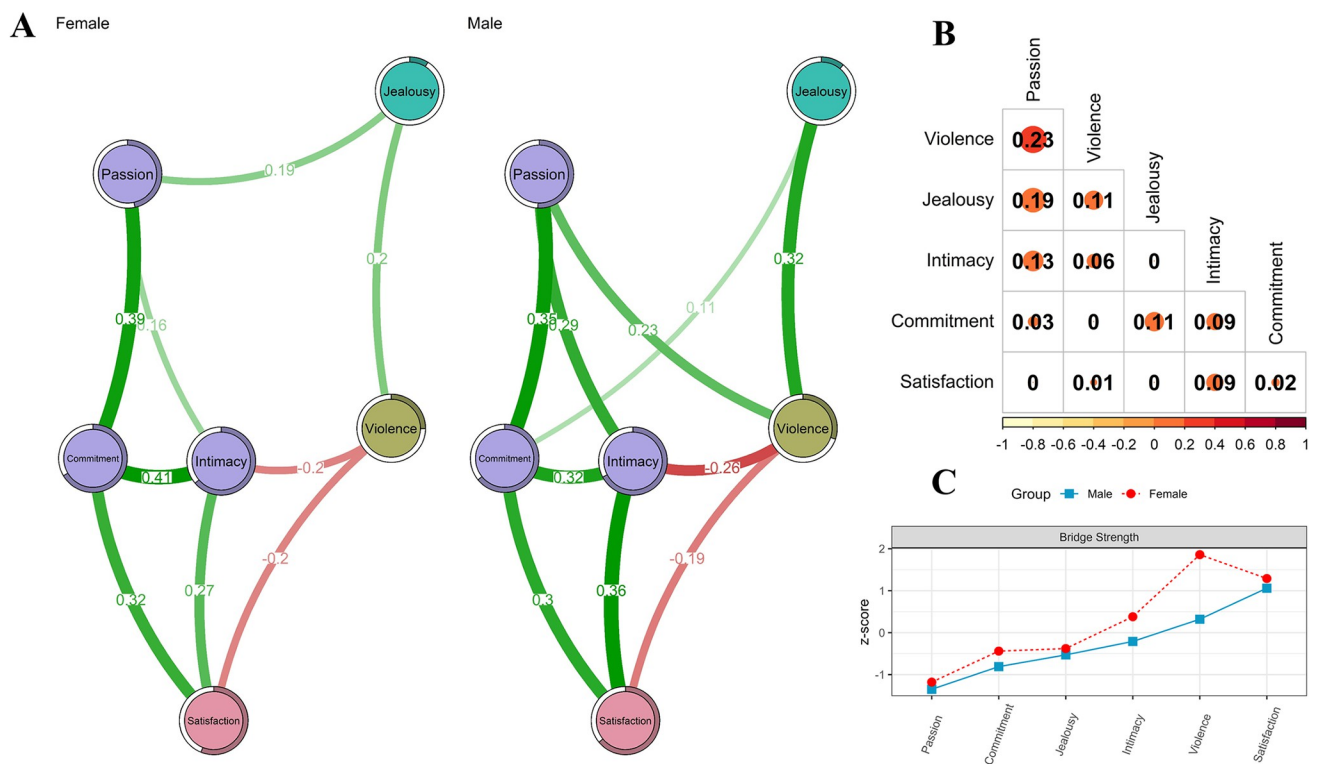 A
Female
Male
Jealousy
Passion
0.19
0.2
0.39
0.16
Commitment
Intimacy
Violence
0.41
-0.2
-0.2
0.32
0.27
Satisfaction
Jealousy
Passion
0.32
0.11
0.35
0.29
0.23
Commitment
Intimacy
Violence
0.32
-0.26
-0.19
0.3
0.36
Satisfaction
B
Passion
Violence
Jealousy
Intimacy
Commitment
Violence 0.23
Jealousy 0.19 0.11
Intimacy 0.13 0.06 0
Commitment 0.03 0 0.11 0.09
Satisfaction 0 0.01 0 0.09 0.02
-1 -0.8 -0.6 -0.4 -0.2 0 0.2 0.4 0.6 0.8 1
C
Group Male Female
Bridge Strength
z-score
2
1
0
-1
Passion
Commitment
Jealousy
Intimacy
Violence
Satisfaction